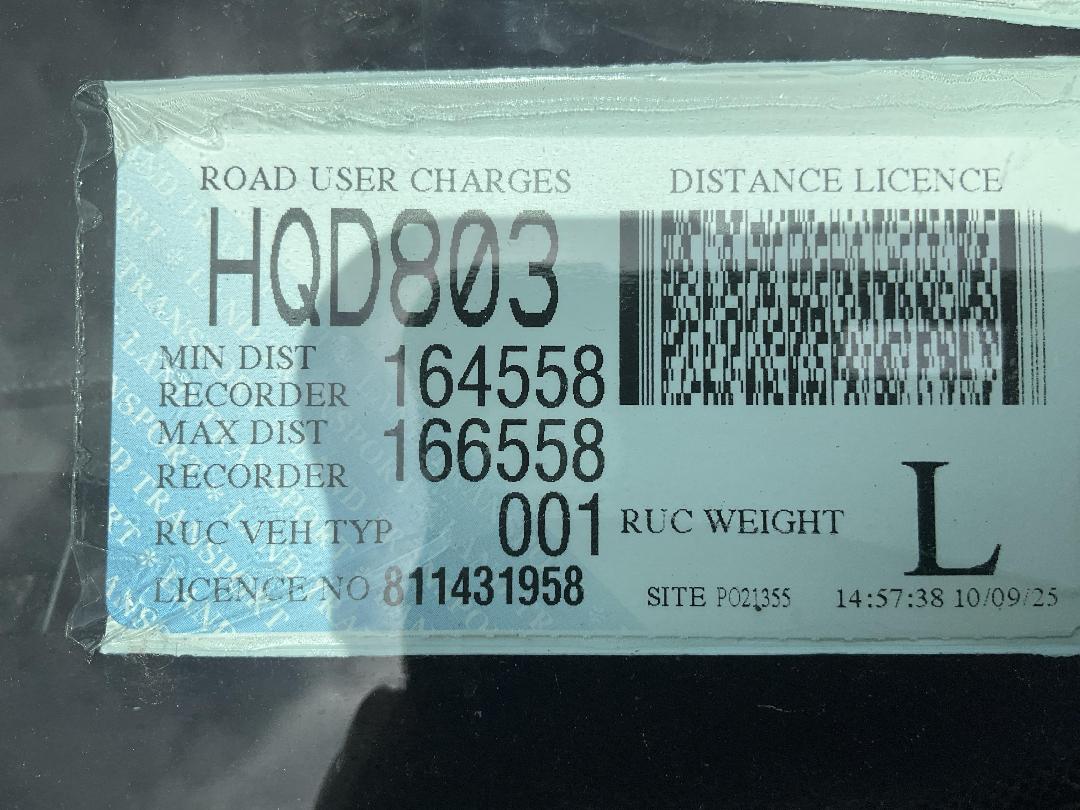 ROAD USER CHARGES DISTANCE LICENCE
HQD803
MIN DIST
RECORDER 164558
MAX DIST
RECORDER 166558
RUC VEH TYP 001 RUC WEIGHT L
LICENCE NO 811431958 SITE PO21355 14:57:38 10/09/25